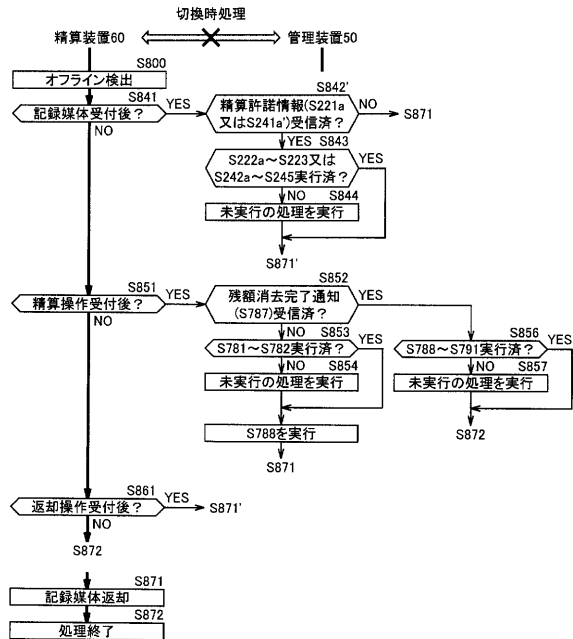 切換時処理
精算装置60
管理装置50
S800
オフライン検出
S841
記録媒体受付後？
YES
NO
S842'
精算許諾情報(S221a
又はS241a')受信済？
NO
S871
YES
S843
S222a～S223又は
S242a～S245実行済？
YES
NO
S844
未実行の処理を実行
S871'
S851
精算操作受付後？
YES
NO
S852
残額消去完了通知
(S787)受信済？
YES
NO
S853
S781～S782実行済？
YES
NO
S854
未実行の処理を実行
S788を実行
S871
S856
S788～S791実行済？
YES
NO
S857
未実行の処理を実行
S872
S861
返却操作受付後？
YES
S871'
NO
S872
S871
記録媒体返却
S872
処理終了